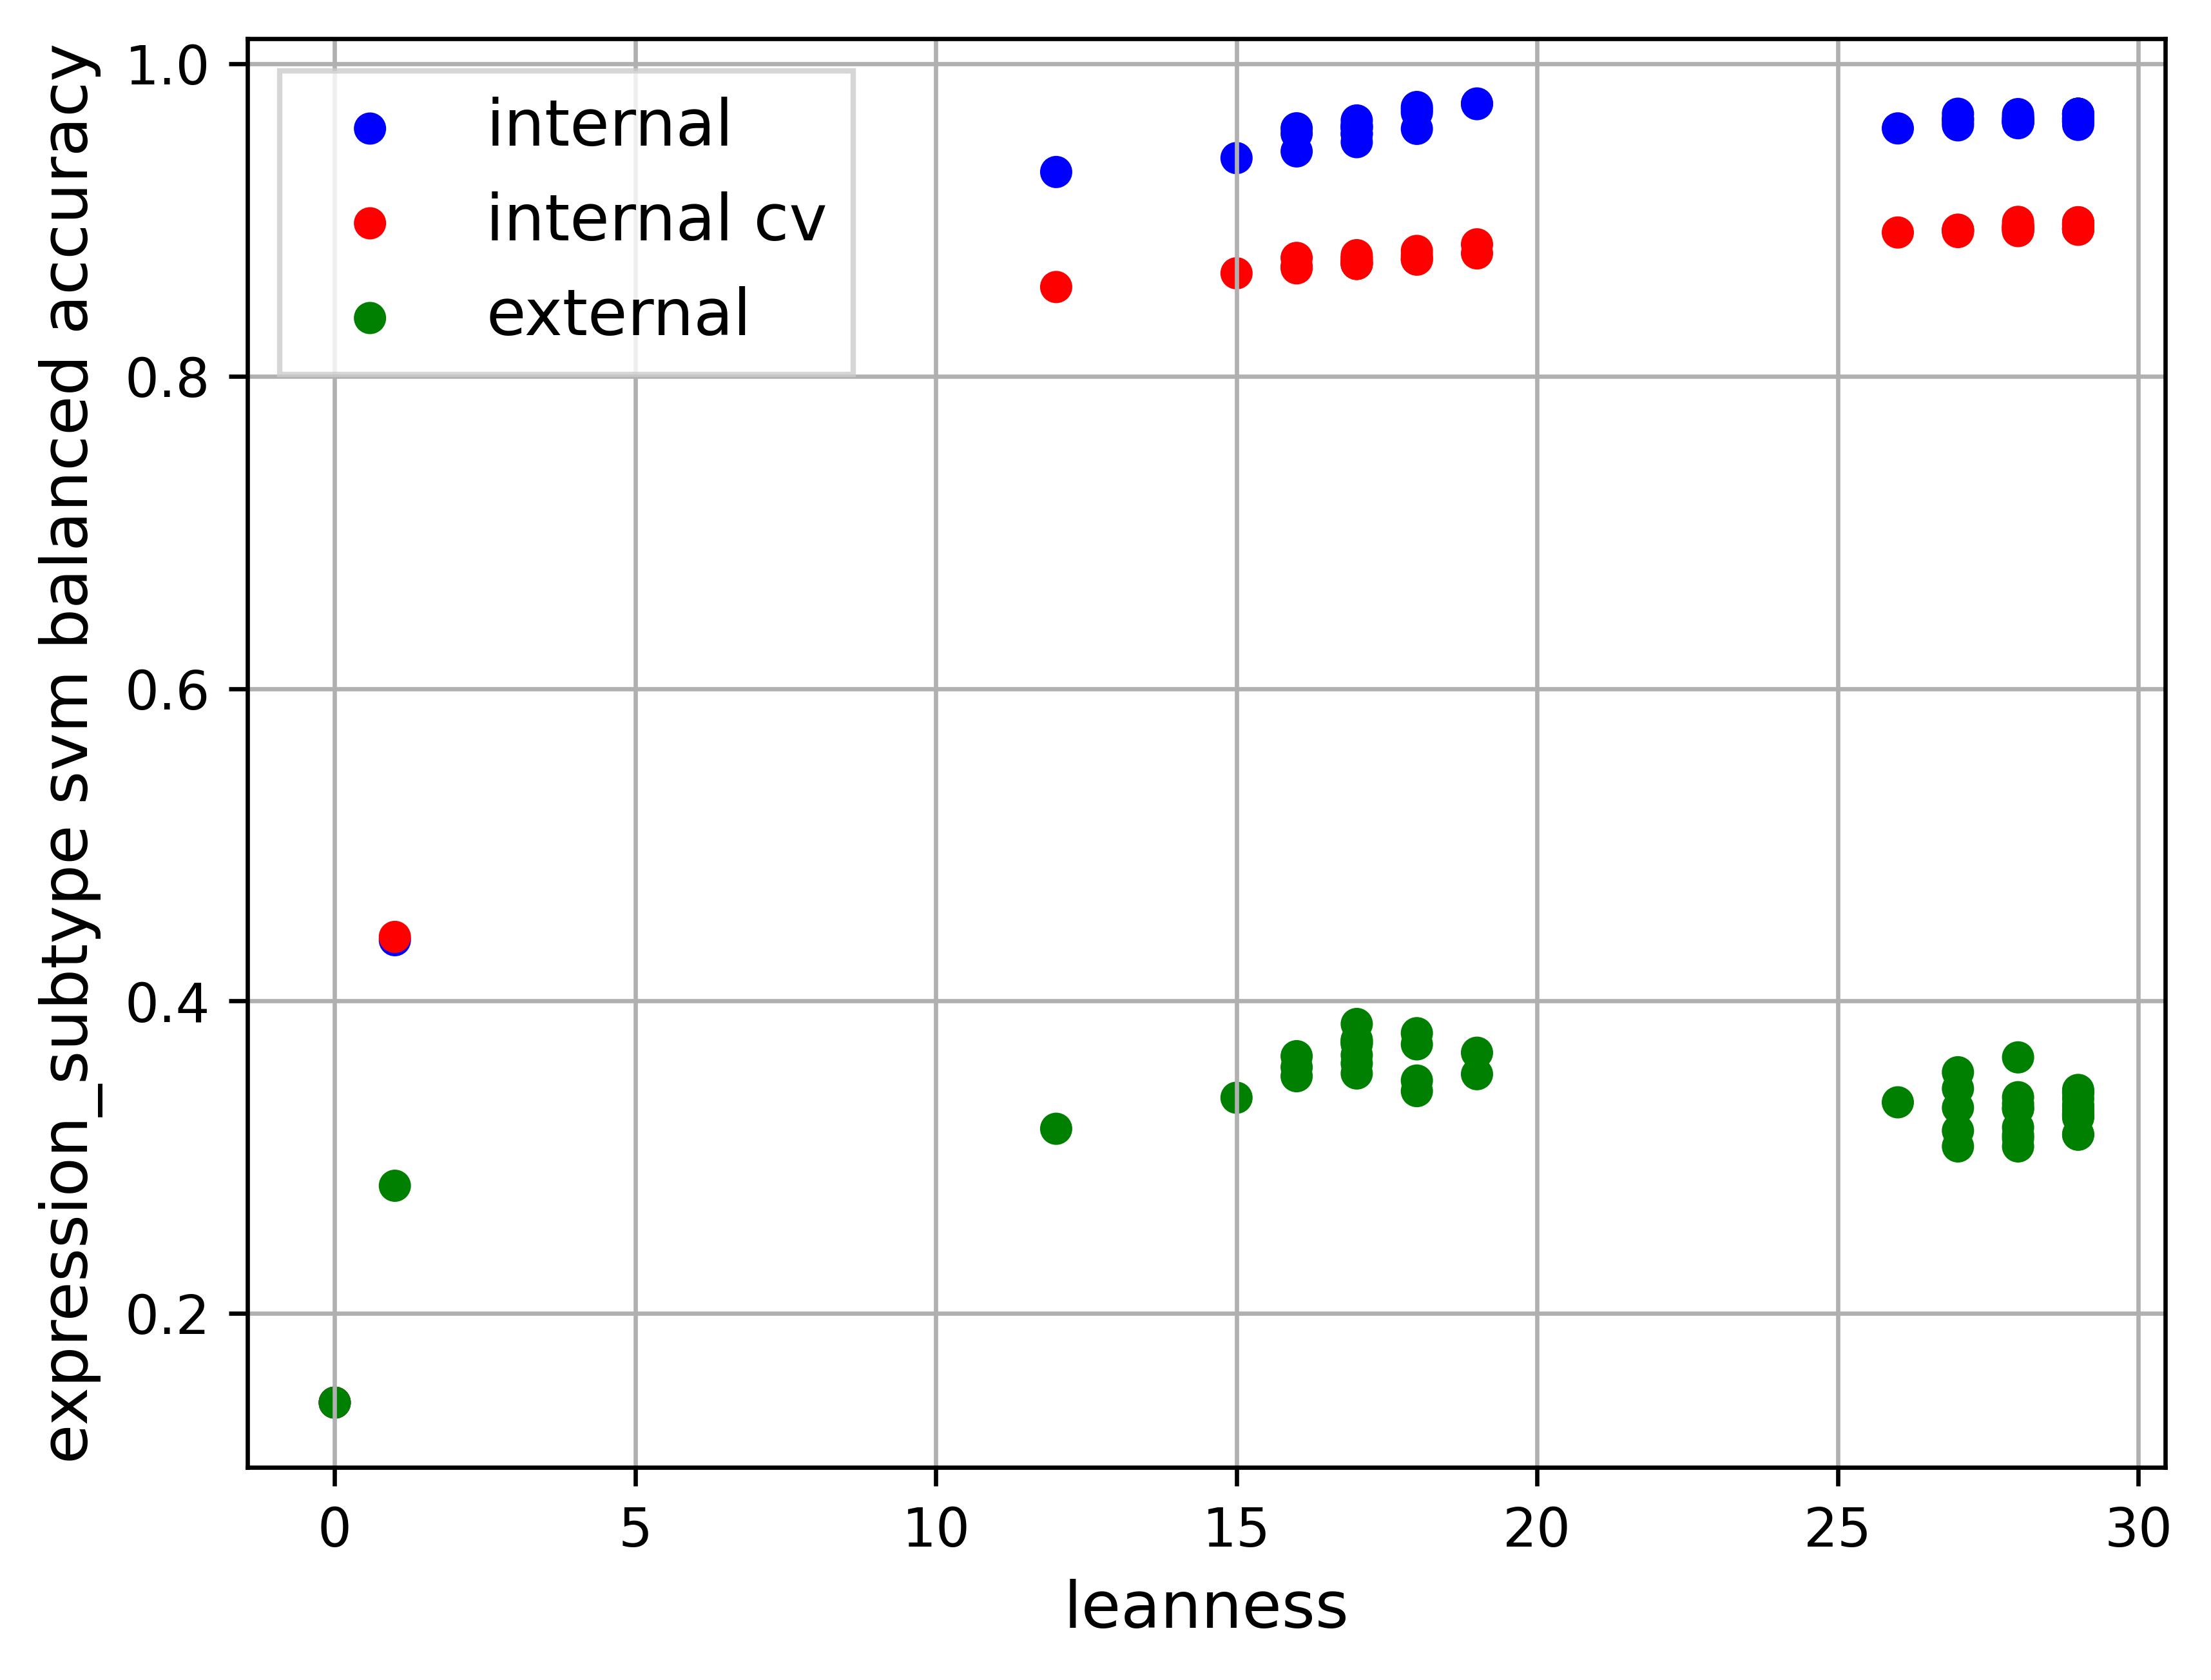 expression_subtype svm balanced accuracy
1.0
0.8
0.6
0.4
0.2
internal
internal cv
external
0 5 10 15 20 25 30
leanness